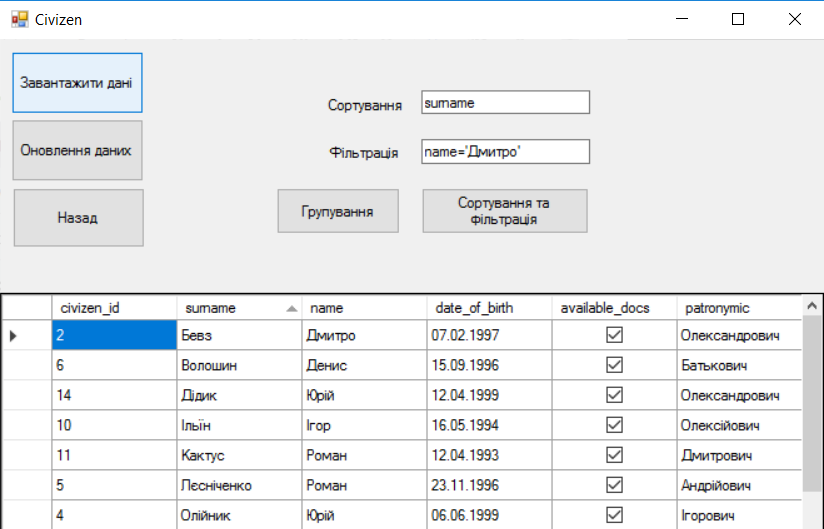 Civizen
Завантажити дані
Оновлення даних
Назад
Сортування surname
Фільтрація name='Дмитро'
Групування
Сортування та
фільтрація
civizen_id surname name date_of_birth available_docs patronymic
2 Бевз Дмитро 07.02.1997 Олександрович
6 Волошин Денис 15.09.1996 Батькович
14 Дідик Юрій 12.04.1999 Олександрович
10 Ільїн Ігор 16.05.1994 Олексійович
11 Кактус Роман 12.04.1993 Дмитрович
5 Лєсніченко Роман 23.11.1996 Андрійович
4 Олійник Юрій 06.06.1999 Ігорович